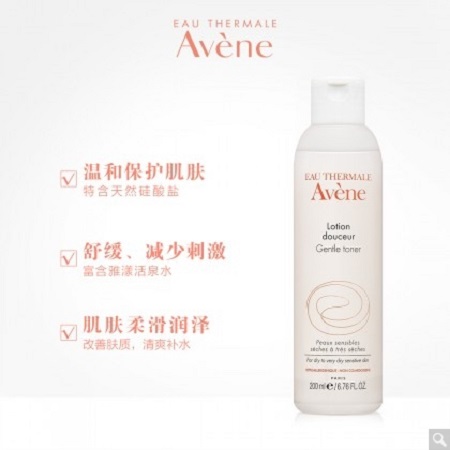 EAU THERMALE
Avène
温和保护肌肤
特含天然硅酸盐
舒缓、减少刺激
富含雅漾活泉水
肌肤柔滑润泽
改善肤质，清爽补水
EAU THERMALE
Avène
Lotion
douceur
Gentle toner
Peaux sensibles
sèches à très sèches
For dry to very dry sensitive skin
PARIS
200 ml ℮ / 6.76 FL.OZ.